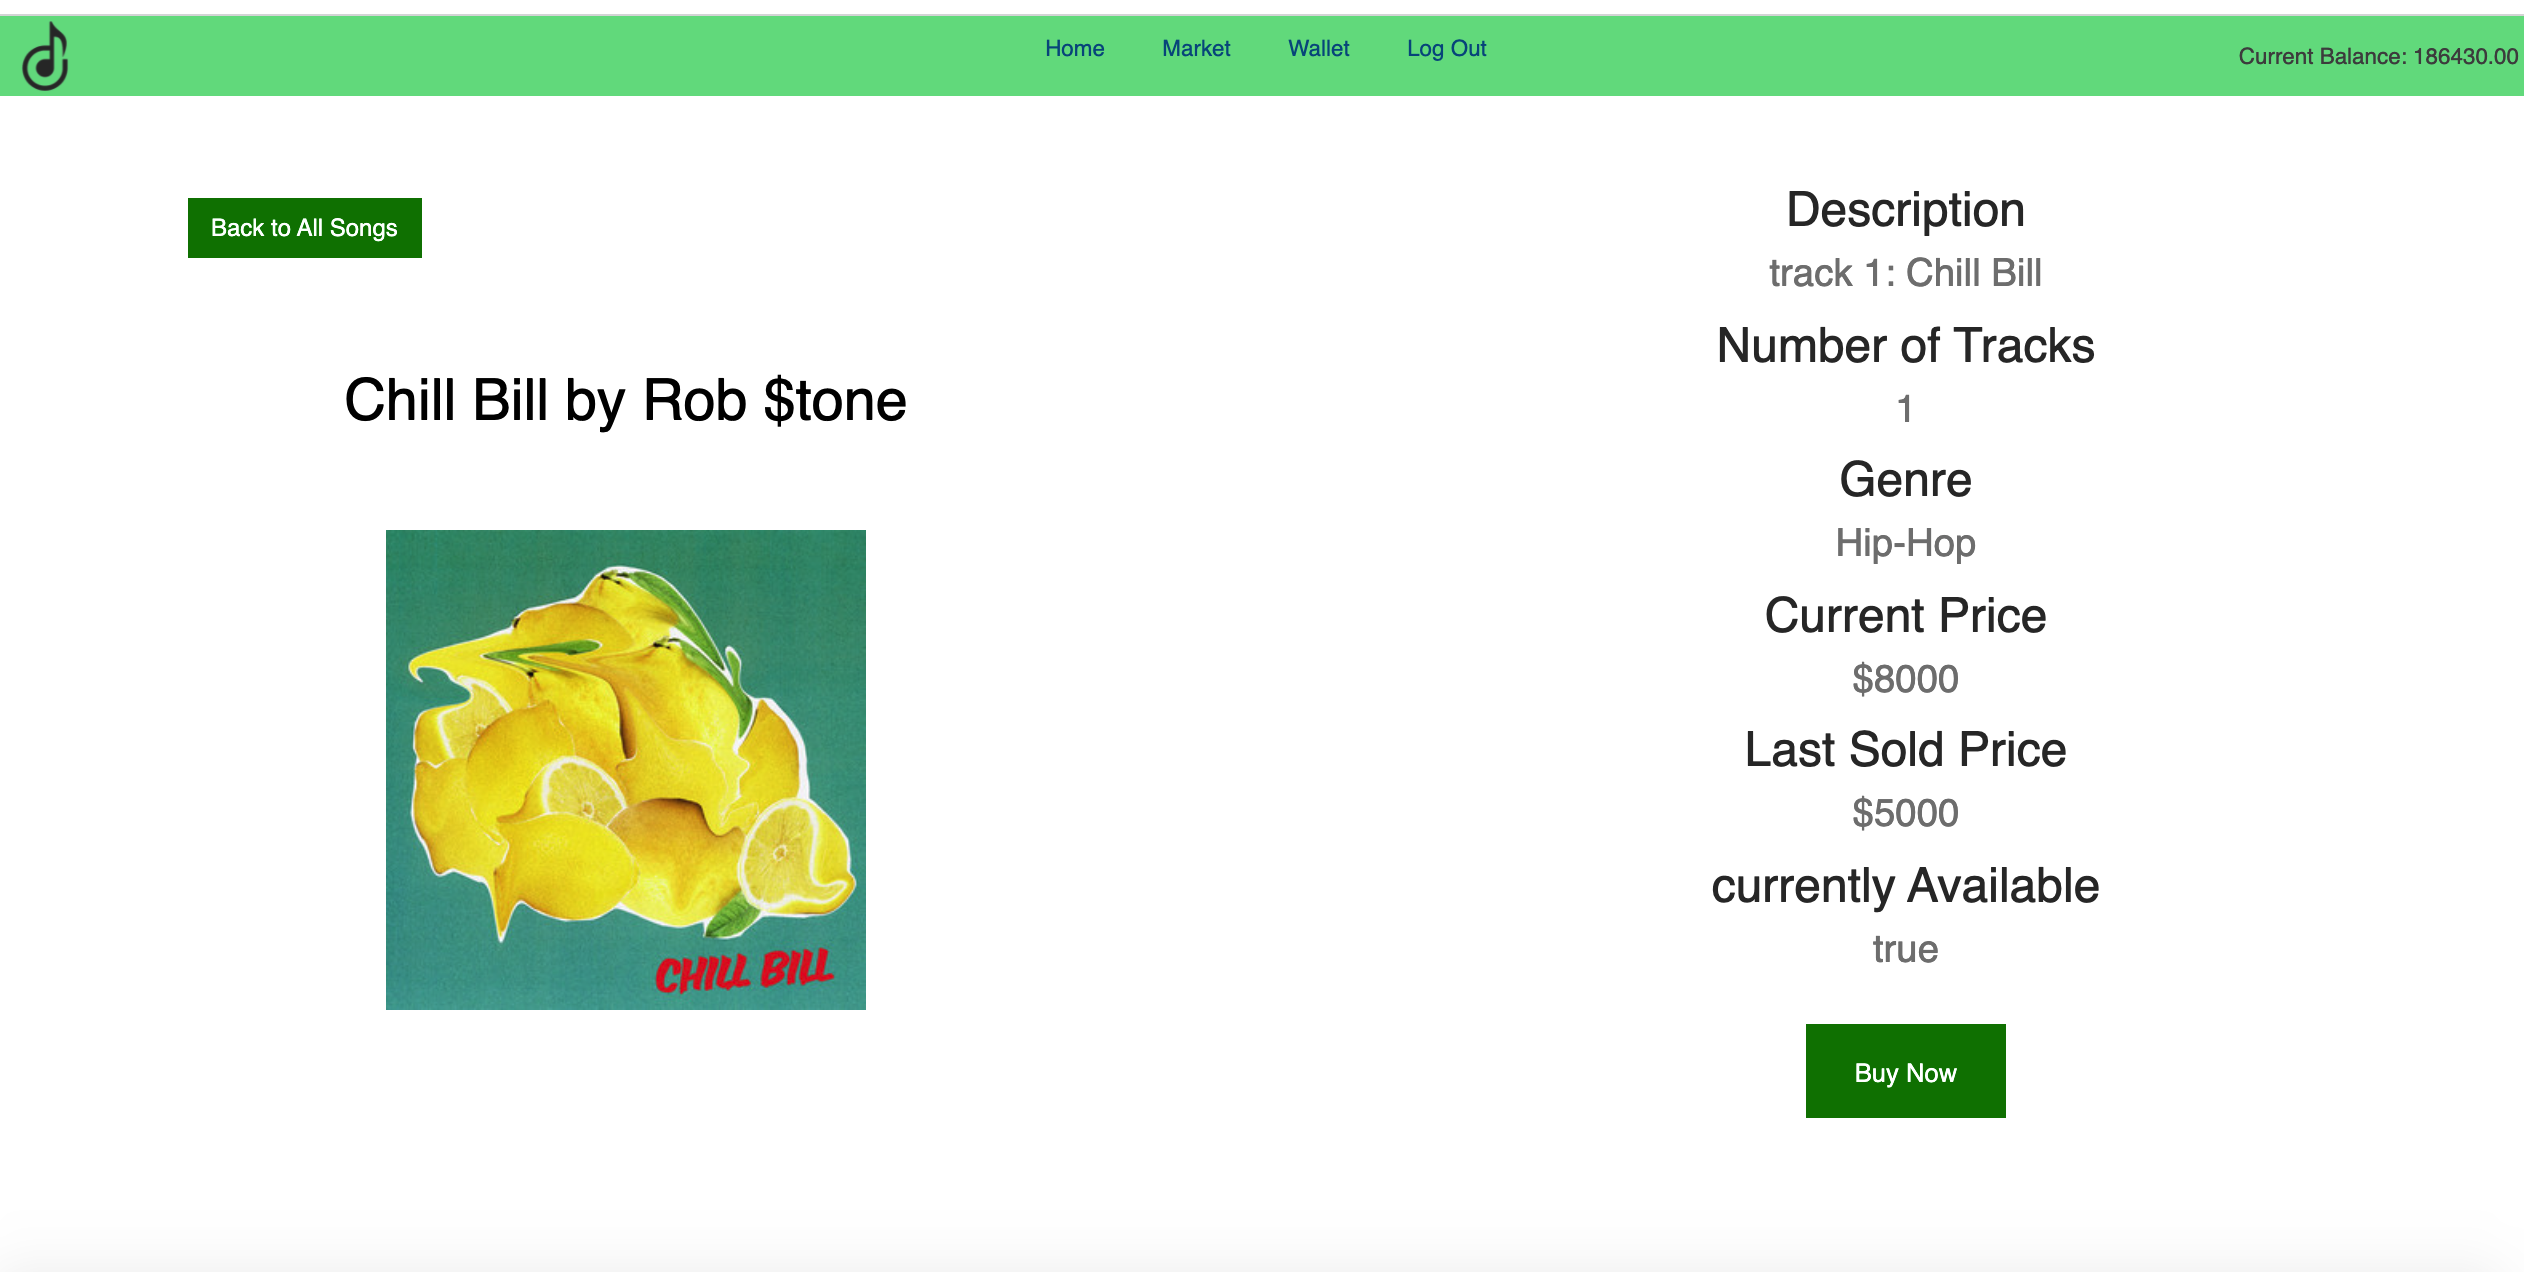 Home Market Wallet Log Out
Current Balance: 186430.00
Back to All Songs
Chill Bill by Rob $tone
CHILL BILL
Description
track 1: Chill Bill
Number of Tracks
1
Genre
Hip-Hop
Current Price
$8000
Last Sold Price
$5000
currently Available
true
Buy Now